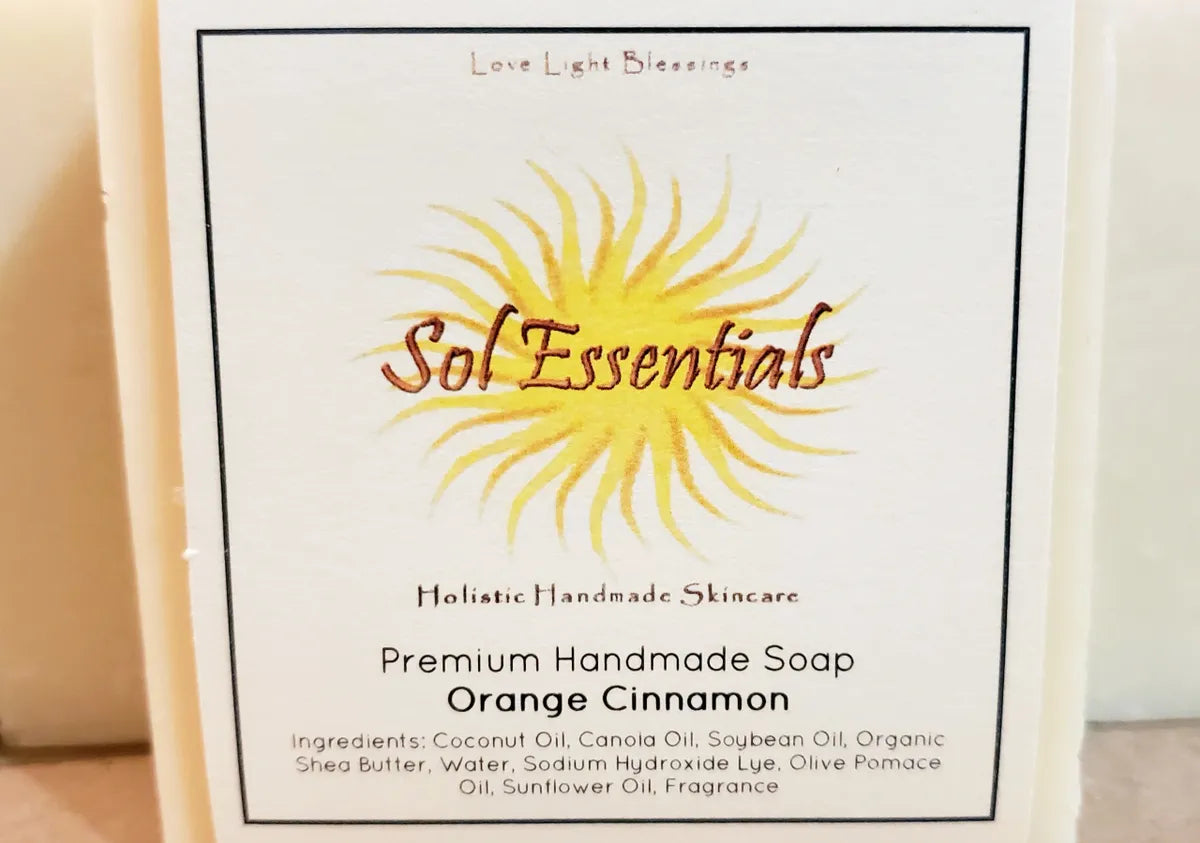 Love Light Blessings
Sol Essentials
Holistic Handmade Skincare
Premium Handmade Soap
Orange Cinnamon
Ingredients: Coconut Oil, Canola Oil, Soybean Oil, Organic
Shea Butter, Water, Sodium Hydroxide Lye, Olive Pomace
Oil, Sunflower Oil, Fragrance